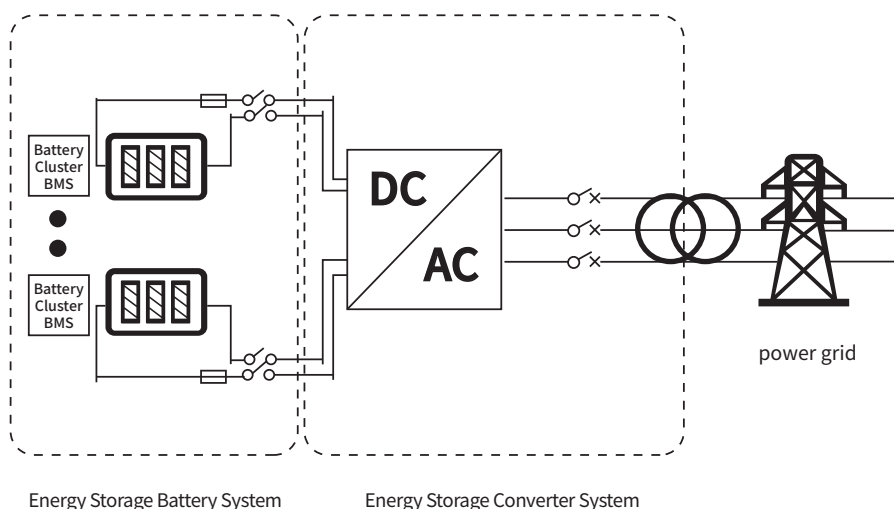 Battery
Cluster
BMS
DC
AC
Battery
Cluster
BMS
power grid
Energy Storage Battery System
Energy Storage Converter System